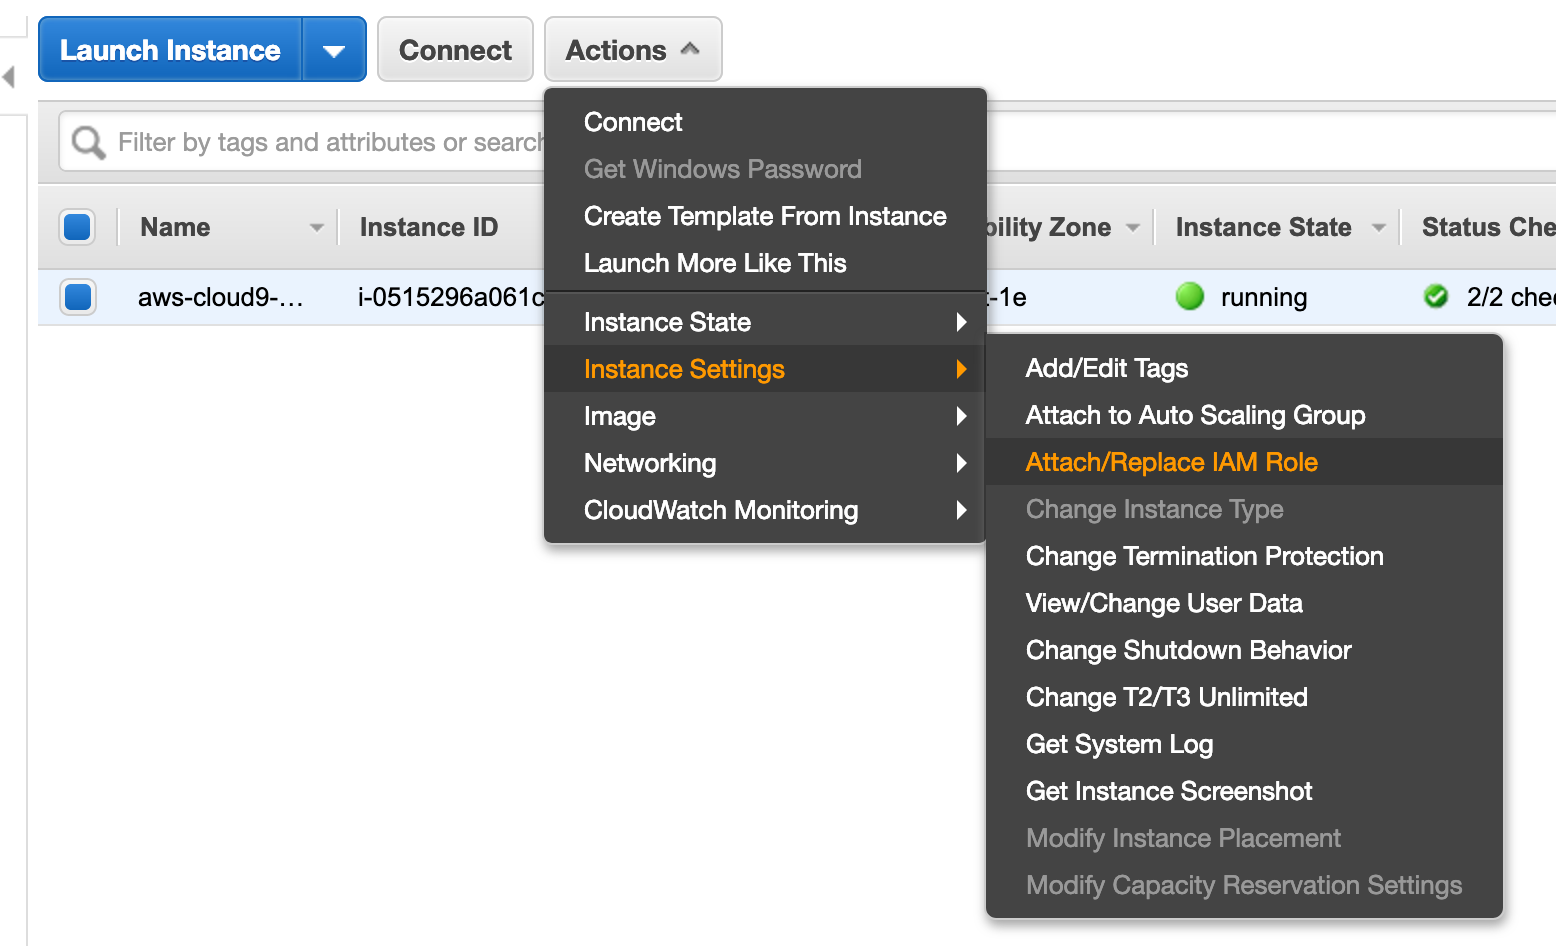 Launch Instance
Connect
Actions
Filter by tags and attributes or search
Name
Instance ID
bility Zone
Instance State
Status Che
aws-cloud9-...
i-0515296a061c
t-1e
running
2/2 chec
Connect
Get Windows Password
Create Template From Instance
Launch More Like This
Instance State
Instance Settings
Image
Networking
CloudWatch Monitoring
Add/Edit Tags
Attach to Auto Scaling Group
Attach/Replace IAM Role
Change Instance Type
Change Termination Protection
View/Change User Data
Change Shutdown Behavior
Change T2/T3 Unlimited
Get System Log
Get Instance Screenshot
Modify Instance Placement
Modify Capacity Reservation Settings